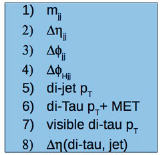 1) mjj
2) Δηjj
3) Δϕjj
4) ΔϕHjj
5) di-jet pT
6) di-Tau pT+ MET
7) visible di-tau pT
8) Δη(di-tau, jet)